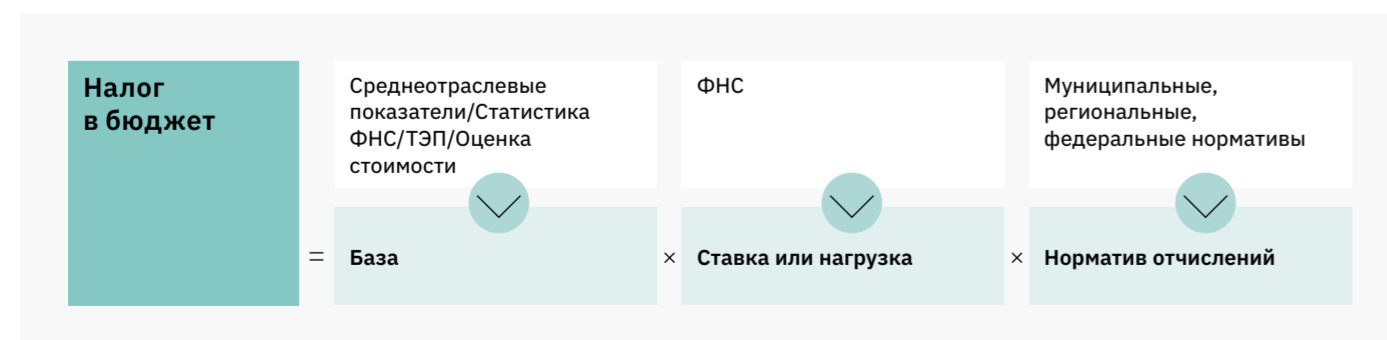 Налог
в бюджет
Среднеотраслевые
показатели/Статистика
ФНС/ТЭП/Оценка
стоимости
ФНС
Муниципальные,
региональные,
федеральные нормативы
= База × Ставка или нагрузка × Норматив отчислений